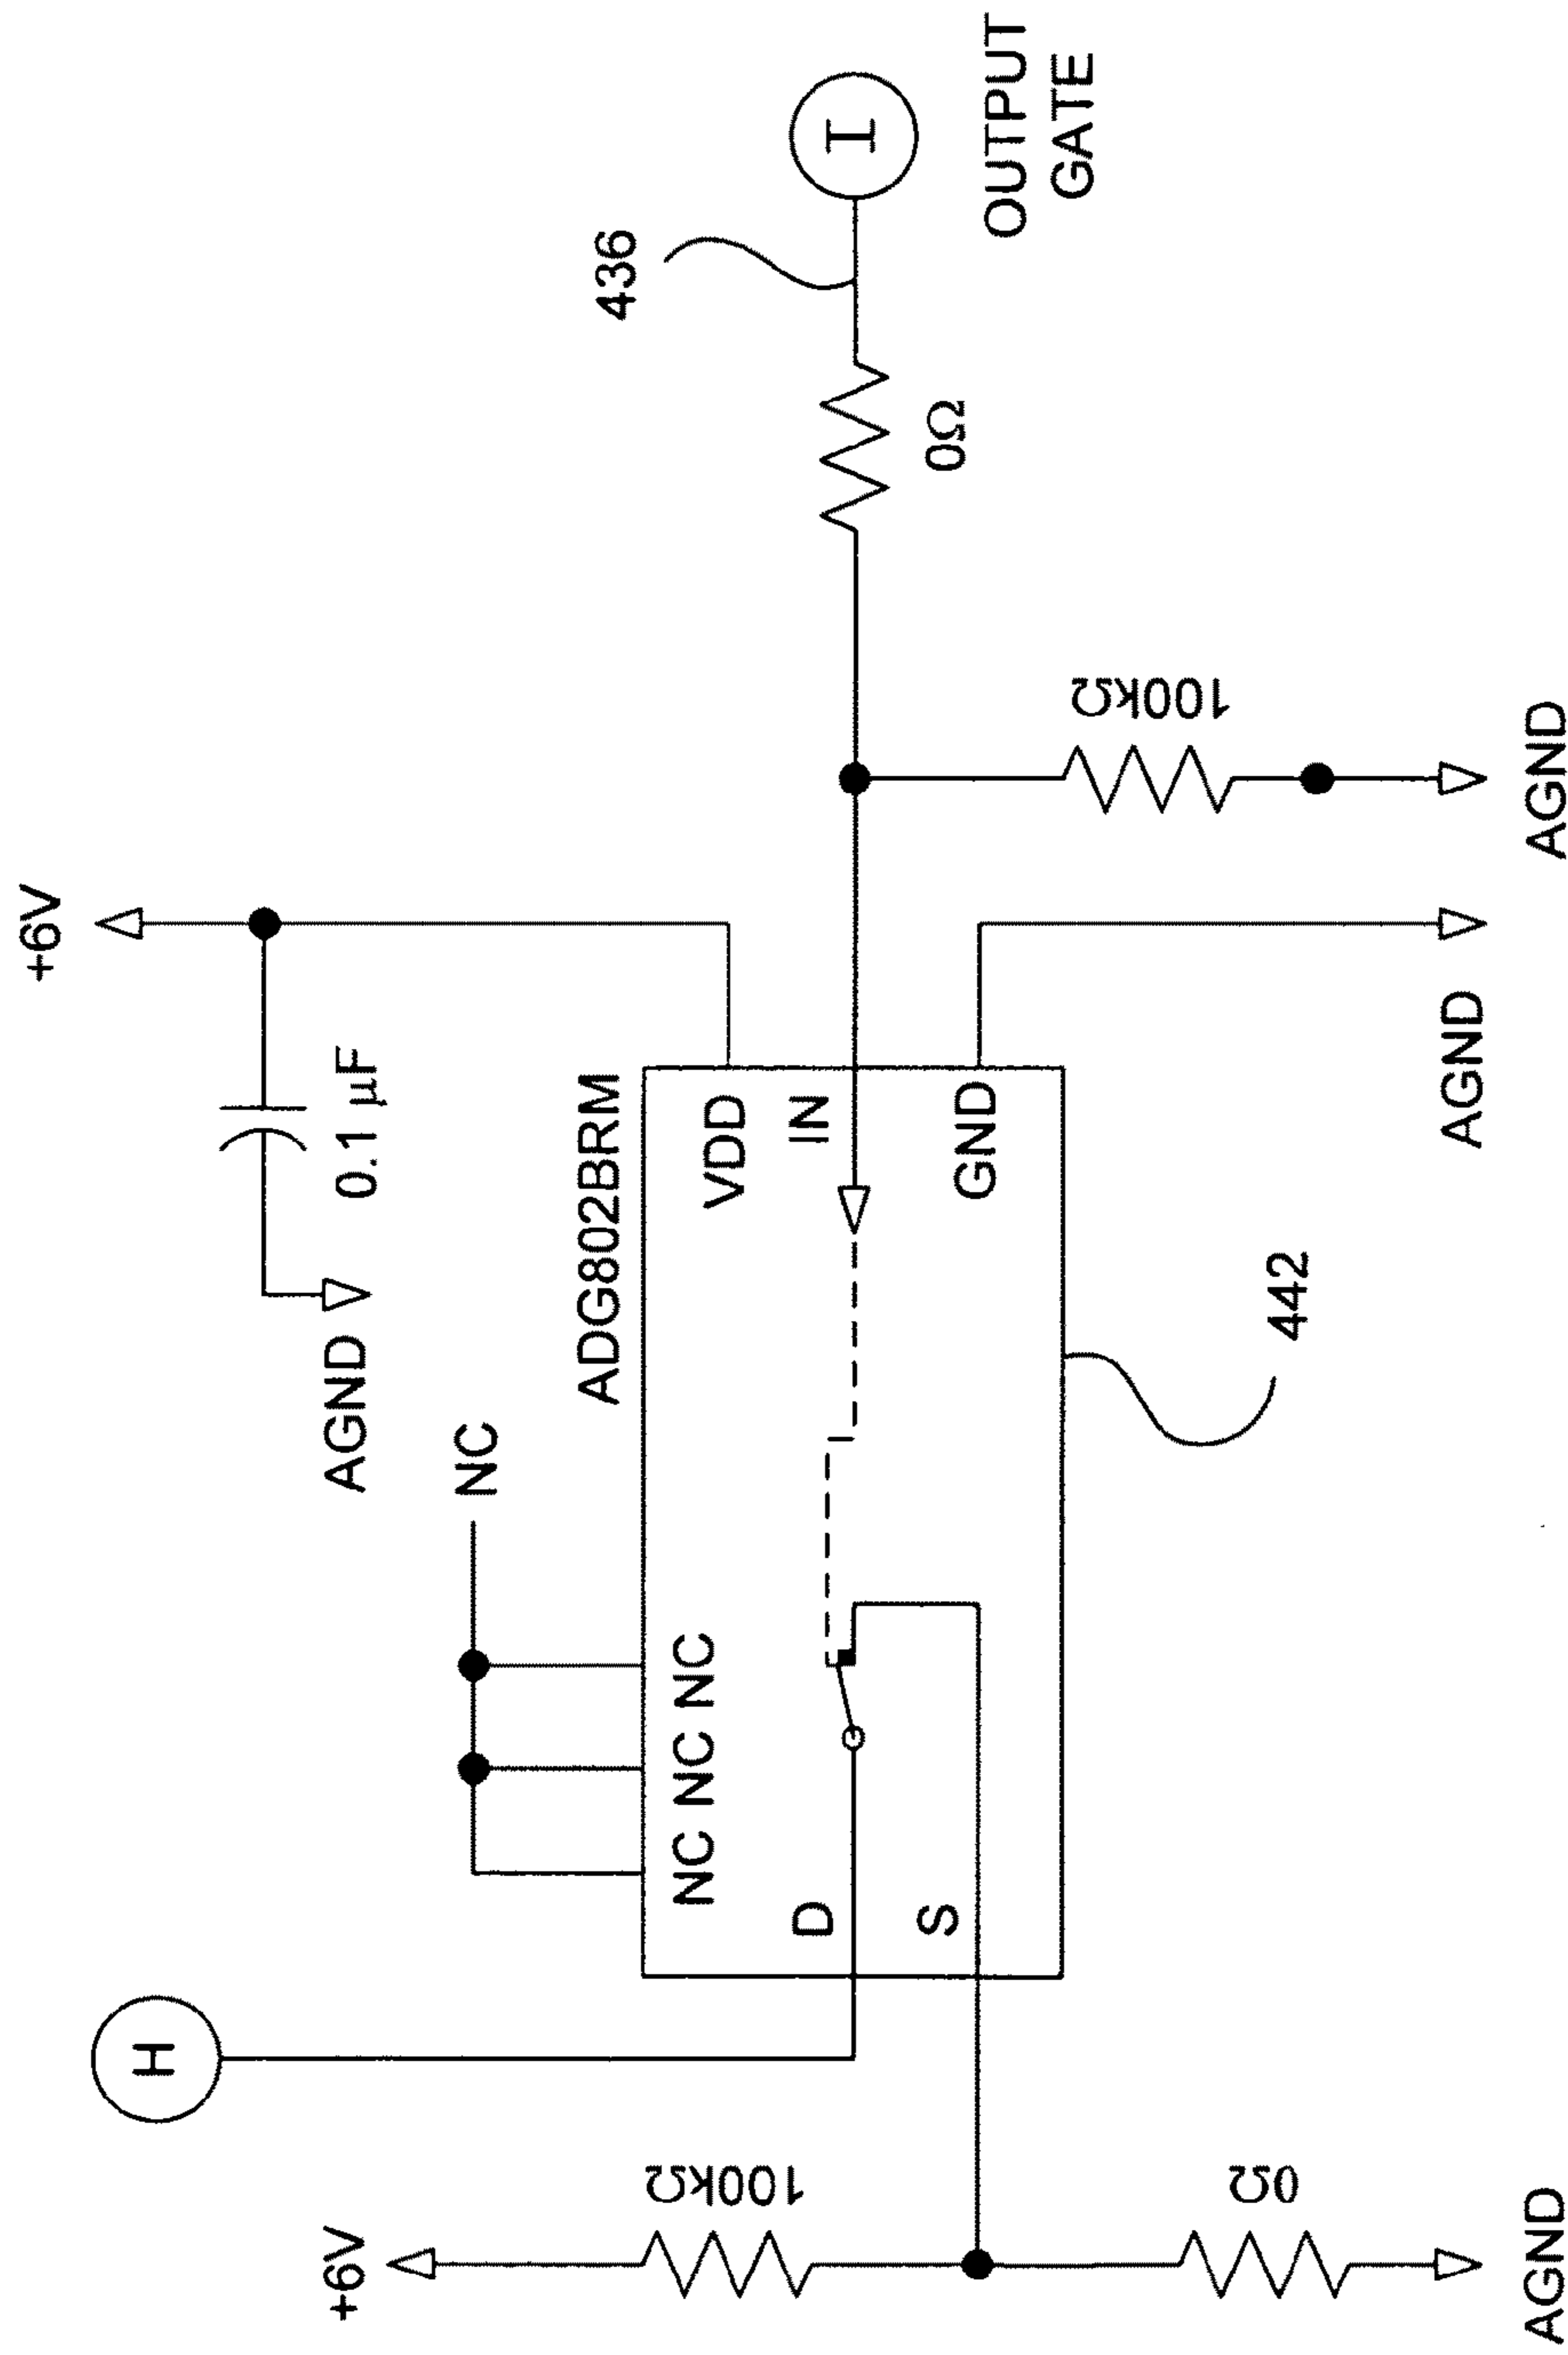 H
+6V
100kΩ
0Ω
AGND
D
S
NC NC NC
NC
ADG802BRM
VDD
IN
GND
442
AGND
0.1 µF
+6V
AGND
100kΩ
AGND
0Ω
436
I
OUTPUT
GATE